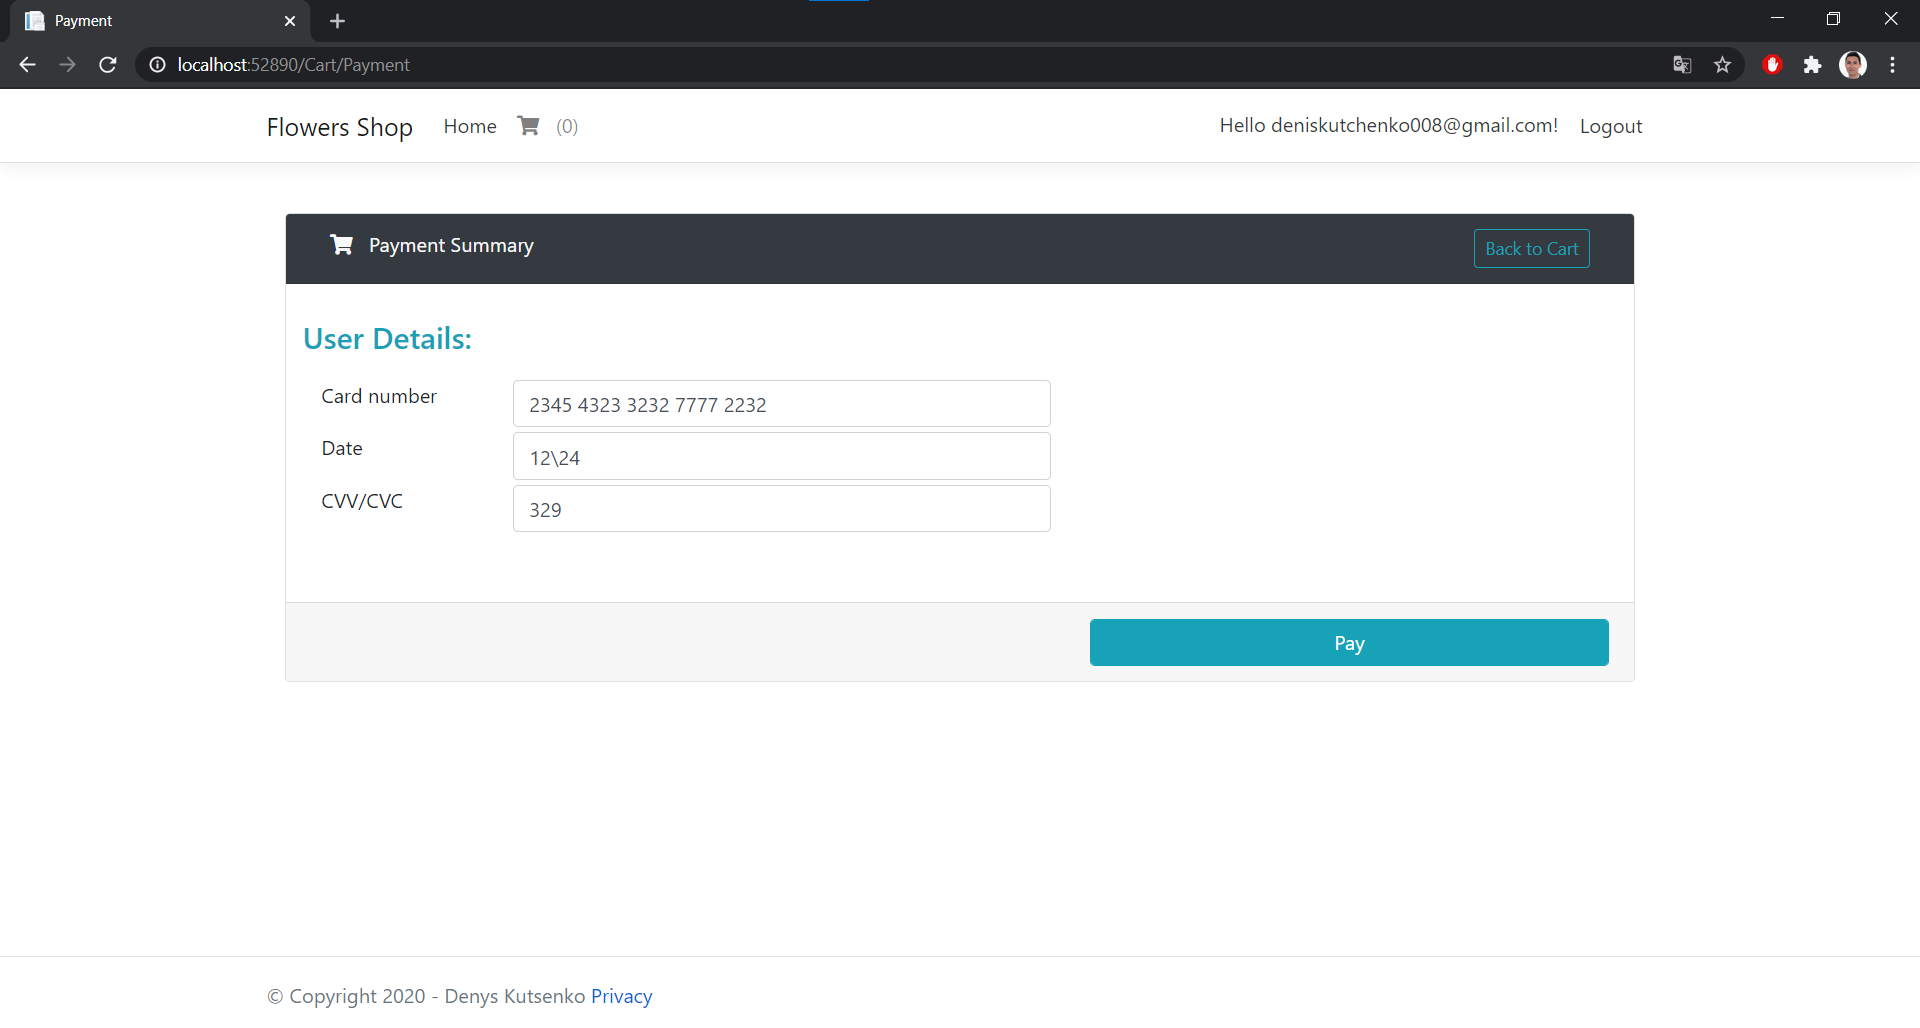 Payment
localhost:52890/Cart/Payment
Flowers Shop Home (0) Hello deniskutchenko008@gmail.com! Logout
Payment Summary Back to Cart
User Details:
Card number 2345 4323 3232 7777 2232
Date 12\24
CVV/CVC 329
Pay
© Copyright 2020 - Denys Kutsenko Privacy